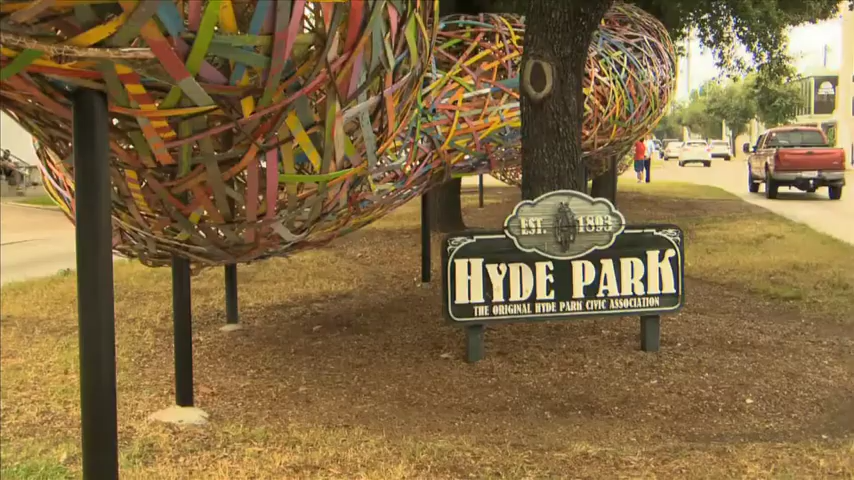 EST. 1893
HYDE PARK
THE ORIGINAL HYDE PARK CIVIC ASSOCIATION